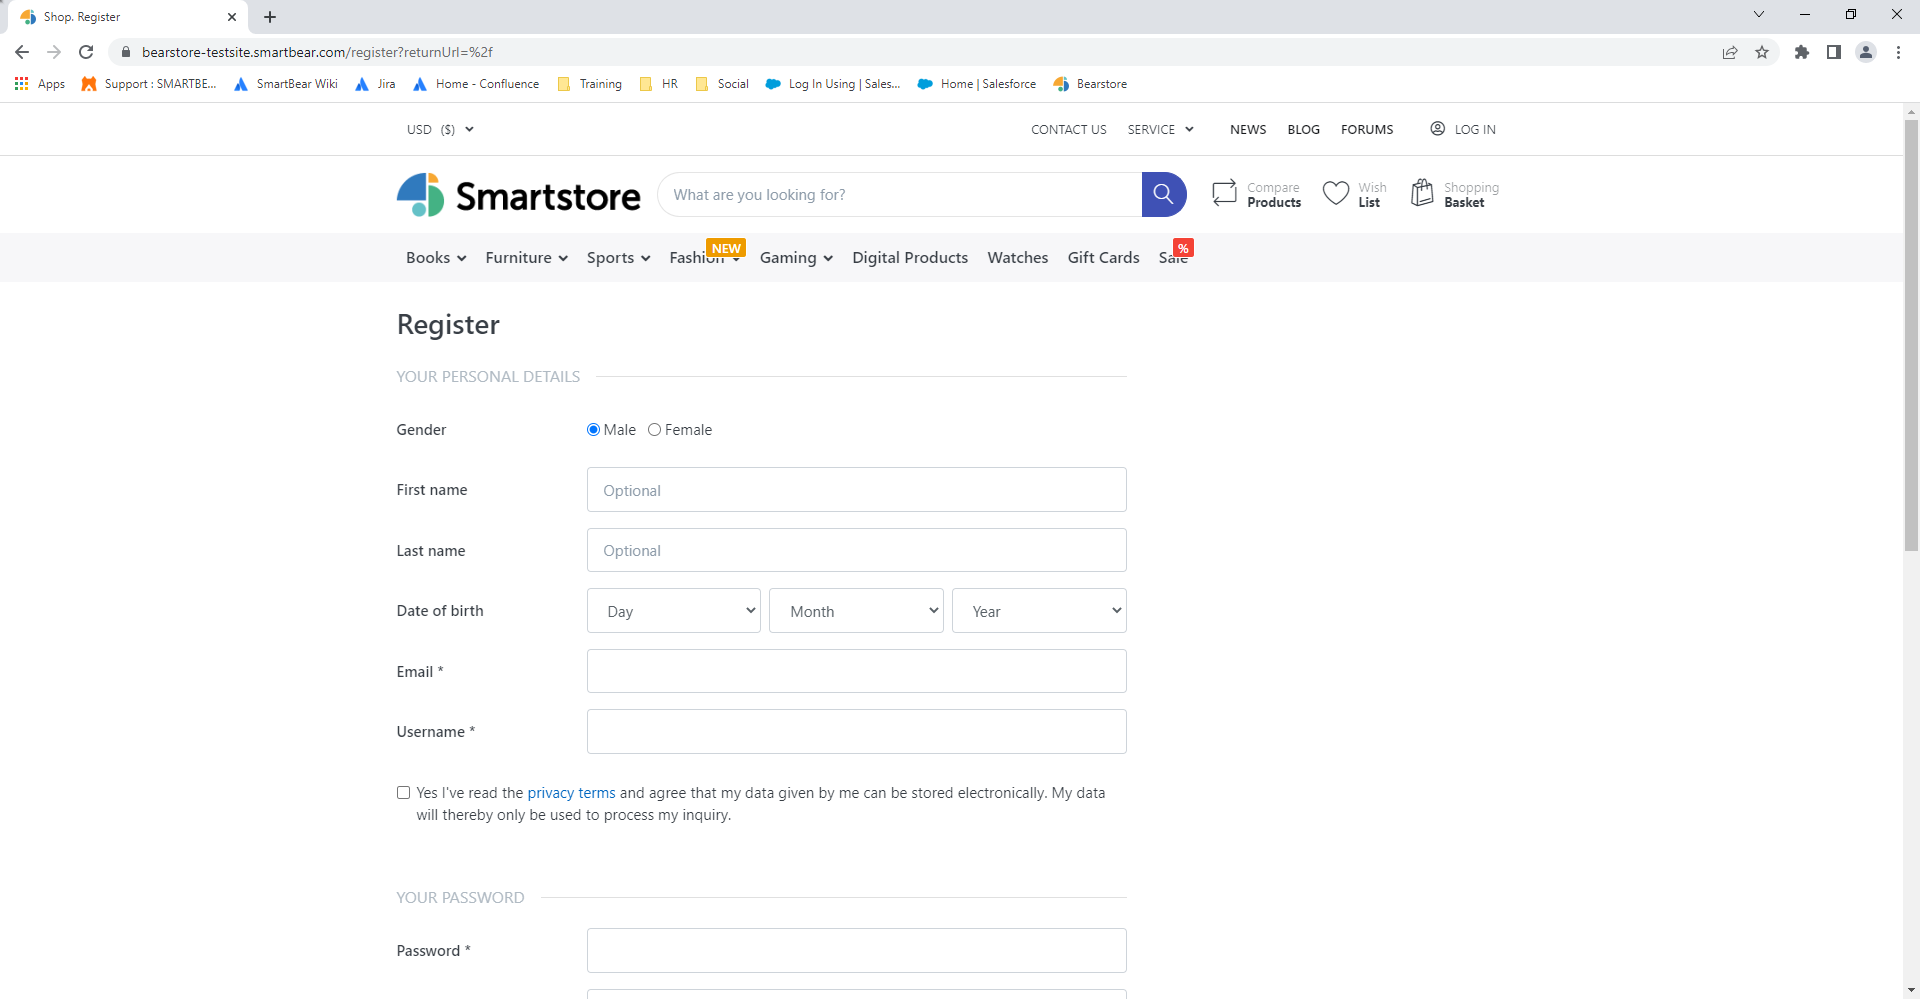 Shop. Register
bearstore-testsite.smartbear.com/register?returnUrl=%2f
Apps Support : SMARTBE... SmartBear Wiki Jira Home - Confluence Training HR Social Log In Using | Sales... Home | Salesforce Bearstore
USD ($) CONTACT US SERVICE NEWS BLOG FORUMS LOG IN
Smartstore What are you looking for? Compare Products Wish List Shopping Basket
Books Furniture Sports Fashion NEW Gaming Digital Products Watches Gift Cards Sale %
Register
YOUR PERSONAL DETAILS
Gender Male Female
First name Optional
Last name Optional
Date of birth Day Month Year
Email *
Username *
Yes I've read the privacy terms and agree that my data given by me can be stored electronically. My data
will thereby only be used to process my inquiry.
YOUR PASSWORD
Password *